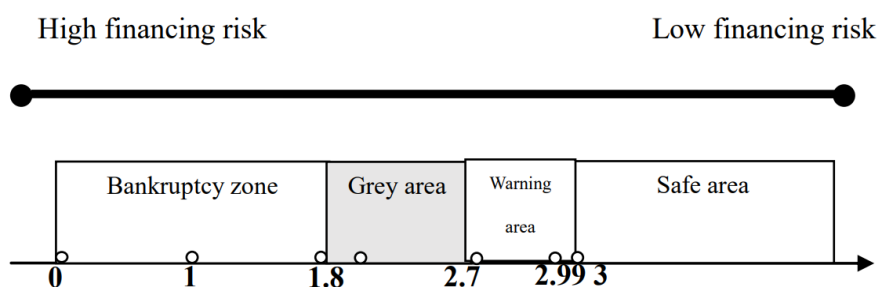 High financing risk Low financing risk
Bankruptcy zone Grey area Warning area Safe area
0 1 1.8 2.7 2.99 3